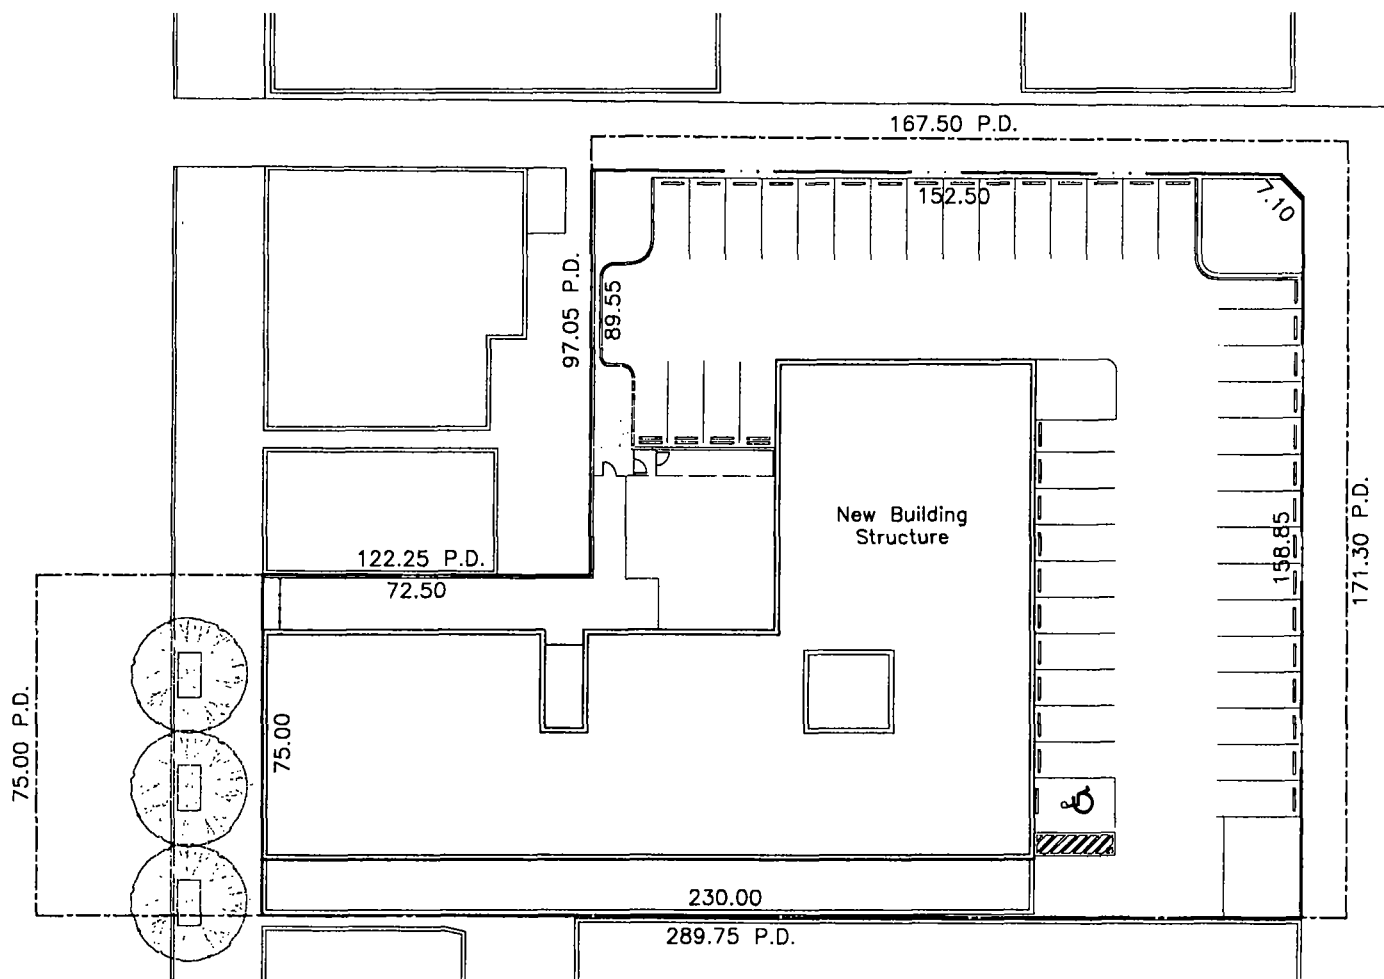 167.50 P.D.
152.50
7.10
97.05 P.D.
89.55
New Building
Structure
122.25 P.D.
72.50
158.85
171.30 P.D.
75.00 P.D.
75.00
230.00
289.75 P.D.